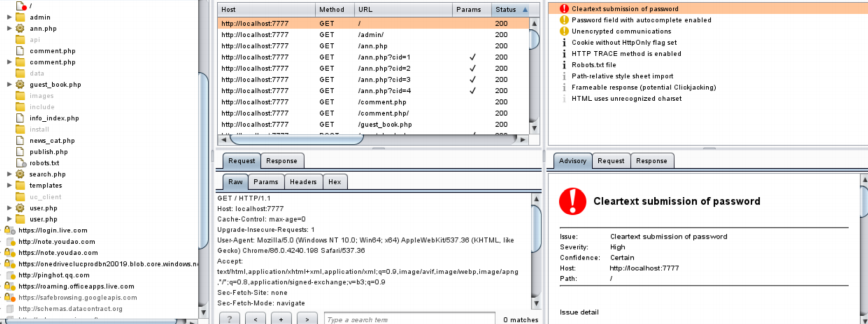 /
admin
ann.php
api
comment.php
comment.php
data
guest_book.php
images
include
info_index.php
install
news_cat.php
publish.php
robots.txt
search.php
templates
uc_client
user.php
user.php
https://login.live.com
http://note.youdao.com
https://note.youdao.com
https://onedriveclucprodbn20019.blob.core.windows.n
http://pinghot.qq.com
https://roaming.officeapps.live.com
https://safebrowsing.googleapis.com
http://schemas.datacontract.org
Host Method URL Params Status
http://localhost:7777 GET / 200
http://localhost:7777 GET /admin/ 200
http://localhost:7777 GET /ann.php 200
http://localhost:7777 GET /ann.php?cid=1 ✓ 200
http://localhost:7777 GET /ann.php?cid=2 ✓ 200
http://localhost:7777 GET /ann.php?cid=3 ✓ 200
http://localhost:7777 GET /ann.php?cid=4 ✓ 200
http://localhost:7777 GET /comment.php 200
http://localhost:7777 GET /comment.php/ 200
http://localhost:7777 GET /guest_book.php 200
Request Response
Raw Params Headers Hex
GET / HTTP/1.1
Host: localhost:7777
Cache-Control: max-age=0
Upgrade-Insecure-Requests: 1
User-Agent: Mozilla/5.0 (Windows NT 10.0; Win64; x64) AppleWebKit/537.36 (KHTML, like
Gecko) Chrome/86.0.4240.198 Safari/537.36
Accept:
text/html,application/xhtml+xml,application/xml;q=0.9,image/avif,image/webp,image/apng
,*/*;q=0.8,application/signed-exchange;v=b3;q=0.9
Sec-Fetch-Site: none
Sec-Fetch-Mode: navigate
? < + > Type a search term 0 matches
Cleartext submission of password
Password field with autocomplete enabled
Unencrypted communications
Cookie without HttpOnly flag set
HTTP TRACE method is enabled
Robots.txt file
Path-relative style sheet import
Frameable response (potential Clickjacking)
HTML uses unrecognized charset
Advisory Request Response
Cleartext submission of password
Issue: Cleartext submission of password
Severity: High
Confidence: Certain
Host: http://localhost:7777
Path: /
Issue detail